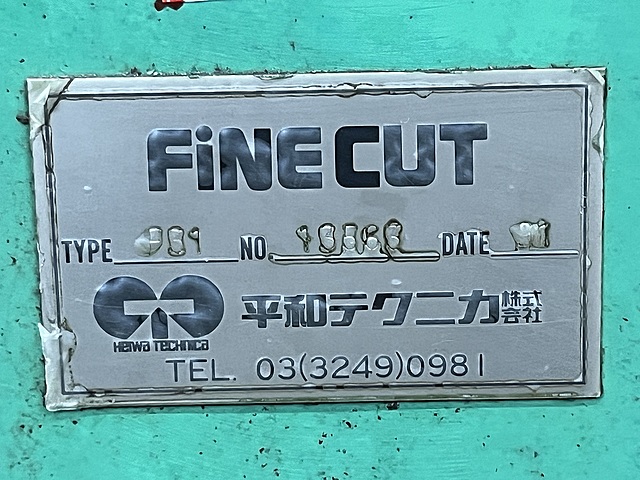 FiNE CUT
TYPE NO DATE
平和テクニカ株式会社
HEIWA TECHNICA
TEL. 03(3249)0981